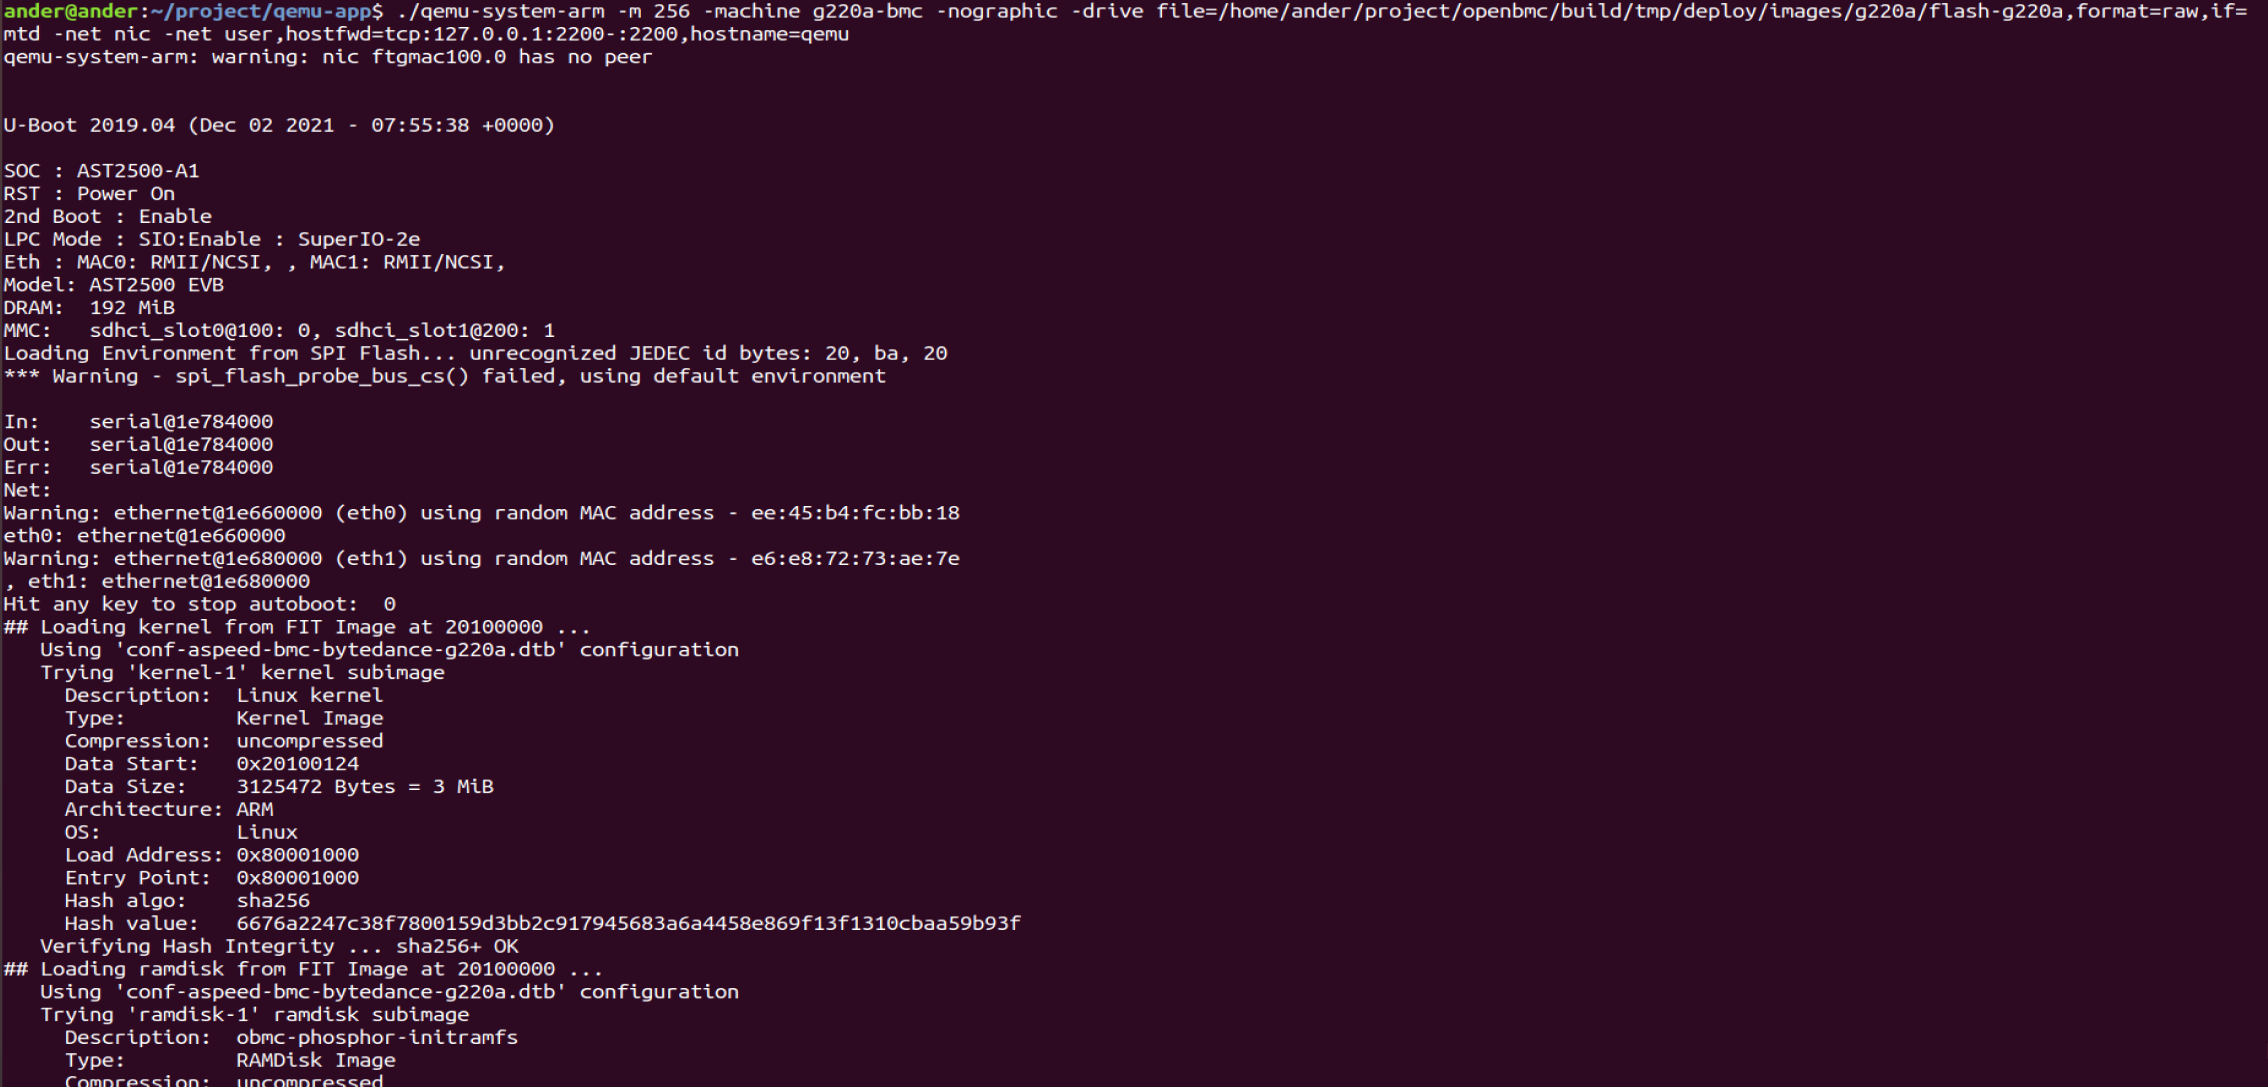 ander@ander:~/project/qemu-app$ ./qemu-system-arm -m 256 -machine g220a-bmc -nographic -drive file=/home/ander/project/openbmc/build/tmp/deploy/images/g220a/flash-g220a,format=raw,if=
mtd -net nic -net user,hostfwd=tcp:127.0.0.1:2200-:2200,hostname=qemu
qemu-system-arm: warning: nic ftgmac100.0 has no peer
U-Boot 2019.04 (Dec 02 2021 - 07:55:38 +0000)
SOC : AST2500-A1
RST : Power On
2nd Boot : Enable
LPC Mode : SIO:Enable : SuperIO-2e
Eth : MAC0: RMII/NCSI, , MAC1: RMII/NCSI,
Model: AST2500 EVB
DRAM:  192 MiB
MMC:   sdhci_slot0@100: 0, sdhci_slot1@200: 1
Loading Environment from SPI Flash... unrecognized JEDEC id bytes: 20, ba, 20
*** Warning - spi_flash_probe_bus_cs() failed, using default environment
In:    serial@1e784000
Out:   serial@1e784000
Err:   serial@1e784000
Net:
Warning: ethernet@1e660000 (eth0) using random MAC address - ee:45:b4:fc:bb:18
eth0: ethernet@1e660000
Warning: ethernet@1e680000 (eth1) using random MAC address - e6:e8:72:73:ae:7e
, eth1: ethernet@1e680000
Hit any key to stop autoboot:  0
## Loading kernel from FIT Image at 20100000 ...
   Using 'conf-aspeed-bmc-bytedance-g220a.dtb' configuration
   Trying 'kernel-1' kernel subimage
     Description:  Linux kernel
     Type:         Kernel Image
     Compression:  uncompressed
     Data Start:   0x20100124
     Data Size:    3125472 Bytes = 3 MiB
     Architecture: ARM
     OS:           Linux
     Load Address: 0x80001000
     Entry Point:  0x80001000
     Hash algo:    sha256
     Hash value:   6676a2247c38f7800159d3bb2c917945683a6a4458e869f13f1310cbaa59b93f
   Verifying Hash Integrity ... sha256+ OK
## Loading ramdisk from FIT Image at 20100000 ...
   Using 'conf-aspeed-bmc-bytedance-g220a.dtb' configuration
   Trying 'ramdisk-1' ramdisk subimage
     Description:  obmc-phosphor-initramfs
     Type:         RAMDisk Image
     Compression:  uncompressed